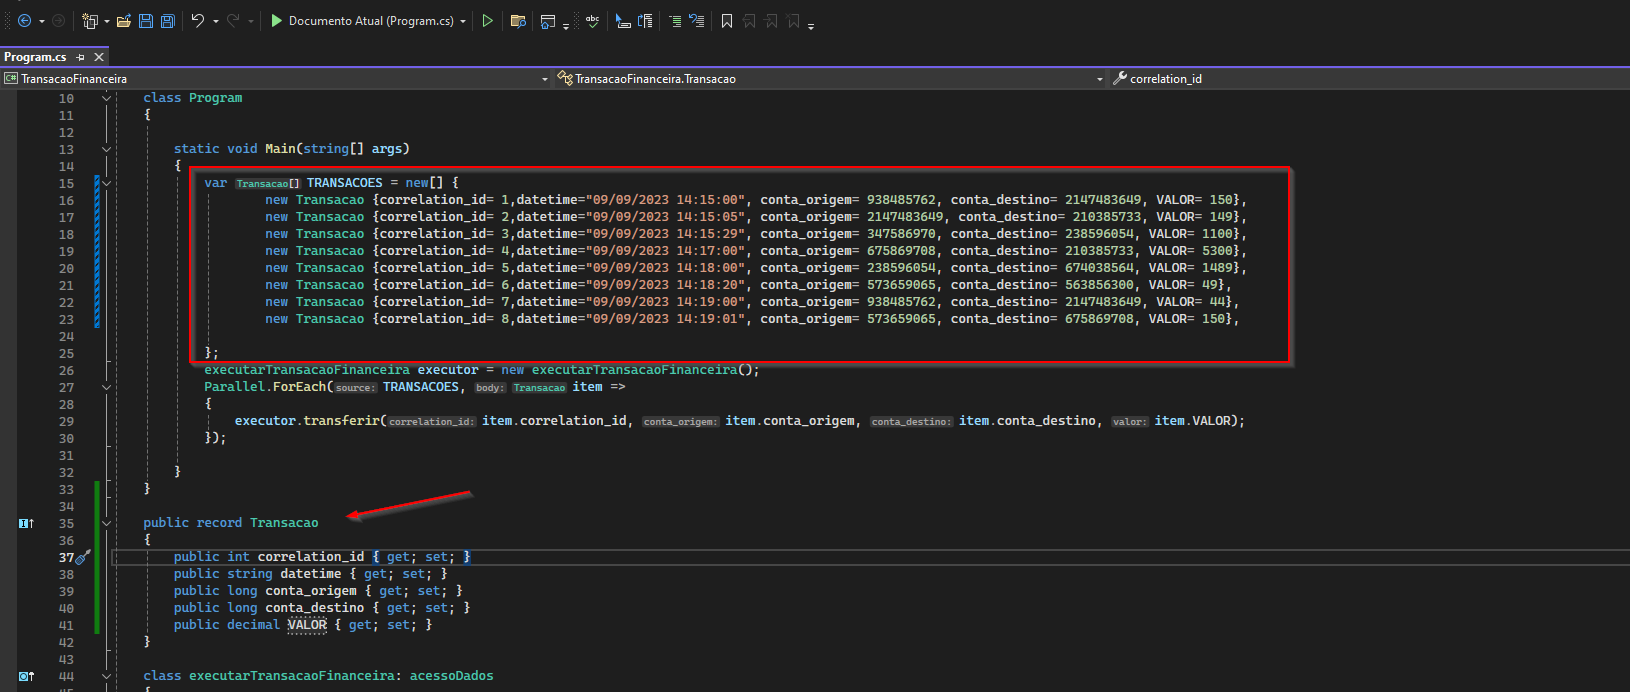 Documento Atual (Program.cs)
Program.cs
C# TransacaoFinanceira
TransacaoFinanceira.Transacao
correlation_id
10 class Program
11 {
12
13 static void Main(string[] args)
14 {
15 var Transacao[] TRANSACOES = new[] {
16 new Transacao {correlation_id= 1,datetime="09/09/2023 14:15:00", conta_origem= 938485762, conta_destino= 2147483649, VALOR= 150},
17 new Transacao {correlation_id= 2,datetime="09/09/2023 14:15:05", conta_origem= 2147483649, conta_destino= 210385733, VALOR= 149},
18 new Transacao {correlation_id= 3,datetime="09/09/2023 14:15:29", conta_origem= 347586970, conta_destino= 238596054, VALOR= 1100},
19 new Transacao {correlation_id= 4,datetime="09/09/2023 14:17:00", conta_origem= 675869708, conta_destino= 210385733, VALOR= 5300},
20 new Transacao {correlation_id= 5,datetime="09/09/2023 14:18:00", conta_origem= 238596054, conta_destino= 674038564, VALOR= 1489},
21 new Transacao {correlation_id= 6,datetime="09/09/2023 14:18:20", conta_origem= 573659065, conta_destino= 563856300, VALOR= 49},
22 new Transacao {correlation_id= 7,datetime="09/09/2023 14:19:00", conta_origem= 938485762, conta_destino= 2147483649, VALOR= 44},
23 new Transacao {correlation_id= 8,datetime="09/09/2023 14:19:01", conta_origem= 573659065, conta_destino= 675869708, VALOR= 150},
24
25 };
26 executarTransacaoFinanceira executor = new executarTransacaoFinanceira();
27 Parallel.ForEach(source: TRANSACOES, body: Transacao item =>
28 {
29 executor.transferir(correlation_id: item.correlation_id, conta_origem: item.conta_origem, conta_destino: item.conta_destino, valor: item.VALOR);
30 });
31
32 }
33 }
34
35 public record Transacao
36 {
37 public int correlation_id { get; set; }
38 public string datetime { get; set; }
39 public long conta_origem { get; set; }
40 public long conta_destino { get; set; }
41 public decimal VALOR { get; set; }
42 }
43
44 class executarTransacaoFinanceira: acessoDados